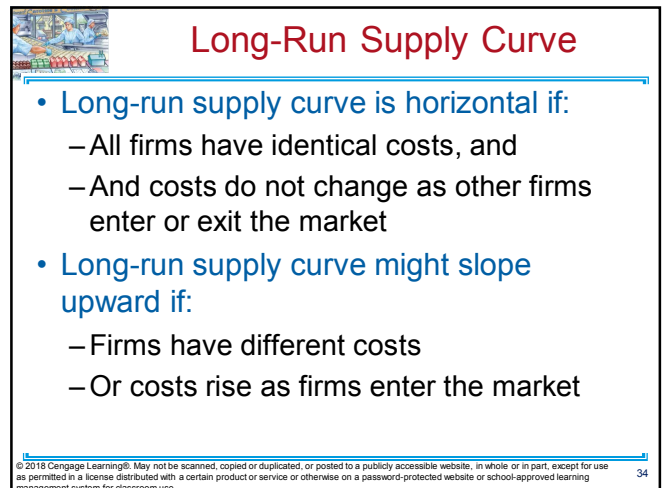 Long-Run Supply Curve
• Long-run supply curve is horizontal if:
–All firms have identical costs, and
–And costs do not change as other firms
enter or exit the market
• Long-run supply curve might slope
upward if:
–Firms have different costs
–Or costs rise as firms enter the market
© 2018 Cengage Learning®. May not be scanned, copied or duplicated, or posted to a publicly accessible website, in whole or in part, except for use
as permitted in a license distributed with a certain product or service or otherwise on a password-protected website or school-approved learning
management system for classroom use.
34